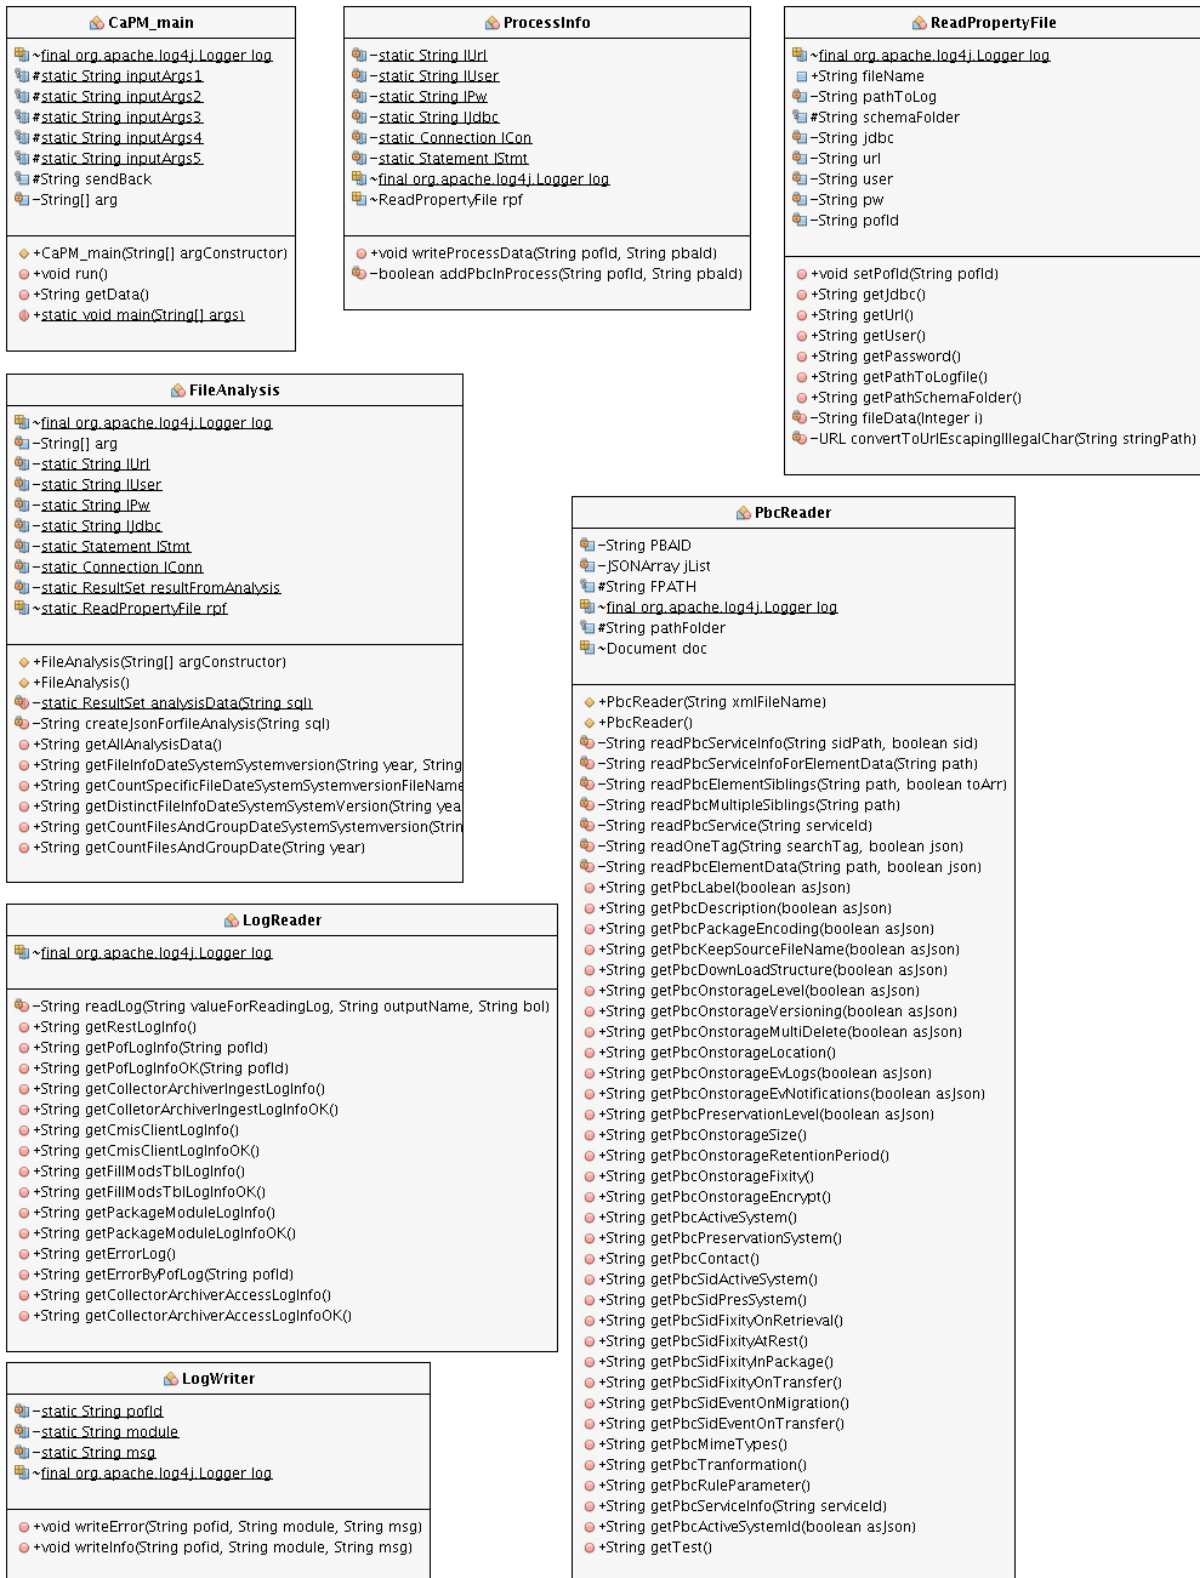 CaPM_main
~final org.apache.log4j.Logger log
#static String inputArgs1
#static String inputArgs2
#static String inputArgs3
#static String inputArgs4
#static String inputArgs5
#String sendBack
-String[] arg
+CaPM_main(String[] argConstructor)
+void run()
+String getData()
+static void main(String[] args)
ProcessInfo
-static String lUrl
-static String lUser
-static String lPw
-static String lJdbc
-static Connection lCon
-static Statement lStmt
~final org.apache.log4j.Logger log
~ReadPropertyFile rpf
+void writeProcessData(String pofId, String pbaId)
-boolean addPbcInProcess(String pofId, String pbaId)
ReadPropertyFile
~final org.apache.log4j.Logger log
+String fileName
-String pathToLog
#String schemaFolder
-String jdbc
-String url
-String user
-String pw
-String pofId
+void setPofId(String pofId)
+String getJdbc()
+String getUrl()
+String getUser()
+String getPassword()
+String getPathToLogfile()
+String getPathSchemaFolder()
-String fileData(Integer i)
-URL convertToUrlEscapingIllegalChar(String stringPath)
FileAnalysis
~final org.apache.log4j.Logger log
-String[] arg
-static String lUrl
-static String lUser
-static String lPw
-static String lJdbc
-static Statement lStmt
-static Connection lConn
-static ResultSet resultFromAnalysis
~static ReadPropertyFile rpf
+FileAnalysis(String[] argConstructor)
+FileAnalysis()
-static ResultSet analysisData(String sql)
-String createJsonForfileAnalysis(String sql)
+String getAllAnalysisData()
+String getFileInfoDateSystemSystemversion(String year, String
+String getCountSpecificFileDateSystemSystemversionFileName
+String getDistinctFileInfoDateSystemSystemVersion(String yea
+String getCountFilesAndGroupDateSystemSystemversion(Strin
+String getCountFilesAndGroupDate(String year)
PbcReader
-String PBAID
-JSONArray jList
#String FPATH
~final org.apache.log4j.Logger log
#String pathFolder
~Document doc
+PbcReader(String xmlFileName)
+PbcReader()
-String readPbcServiceInfo(String sidPath, boolean sid)
-String readPbcServiceInfoForElementData(String path)
-String readPbcElementSiblings(String path, boolean toArr)
-String readPbcMultipleSiblings(String path)
-String readPbcService(String serviceId)
-String readOneTag(String searchTag, boolean json)
-String readPbcElementData(String path, boolean json)
+String getPbcLabel(boolean asJson)
+String getPbcDescription(boolean asJson)
+String getPbcPackageEncoding(boolean asJson)
+String getPbcKeepSourceFileName(boolean asJson)
+String getPbcDownLoadStructure(boolean asJson)
+String getPbcOnstorageLevel(boolean asJson)
+String getPbcOnstorageVersioning(boolean asJson)
+String getPbcOnstorageMultiDelete(boolean asJson)
+String getPbcOnstorageLocation()
+String getPbcOnstorageEvLogs(boolean asJson)
+String getPbcOnstorageEvNotifications(boolean asJson)
+String getPbcPreservationLevel(boolean asJson)
+String getPbcOnstorageSize()
+String getPbcOnstorageRetentionPeriod()
+String getPbcOnstorageFixity()
+String getPbcOnstorageEncrypt()
+String getPbcActiveSystem()
+String getPbcPreservationSystem()
+String getPbcContact()
+String getPbcSidActiveSystem()
+String getPbcSidPresSystem()
+String getPbcSidFixityOnRetrieval()
+String getPbcSidFixityAtRest()
+String getPbcSidFixityInPackage()
+String getPbcSidFixityOnTransfer()
+String getPbcSidEventOnMigration()
+String getPbcSidEventOnTransfer()
+String getPbcMimeTypes()
+String getPbcTranformation()
+String getPbcRuleParameter()
+String getPbcServiceInfo(String serviceId)
+String getPbcActiveSystemId(boolean asJson)
+String getTest()
LogReader
~final org.apache.log4j.Logger log
-String readLog(String valueForReadingLog, String outputName, String bol)
+String getRestLogInfo()
+String getPofLogInfo(String pofId)
+String getPofLogInfoOK(String pofId)
+String getCollectorArchiverIngestLogInfo()
+String getColletorArchiverIngestLogInfoOK()
+String getCmisClientLogInfo()
+String getCmisClientLogInfoOK()
+String getFillModsTblLogInfo()
+String getFillModsTblLogInfoOK()
+String getPackageModuleLogInfo()
+String getPackageModuleLogInfoOK()
+String getErrorLog()
+String getErrorByPofLog(String pofId)
+String getCollectorArchiverAccessLogInfo()
+String getCollectorArchiverAccessLogInfoOK()
LogWriter
-static String pofId
-static String module
-static String msg
~final org.apache.log4j.Logger log
+void writeError(String pofid, String module, String msg)
+void writeInfo(String pofid, String module, String msg)